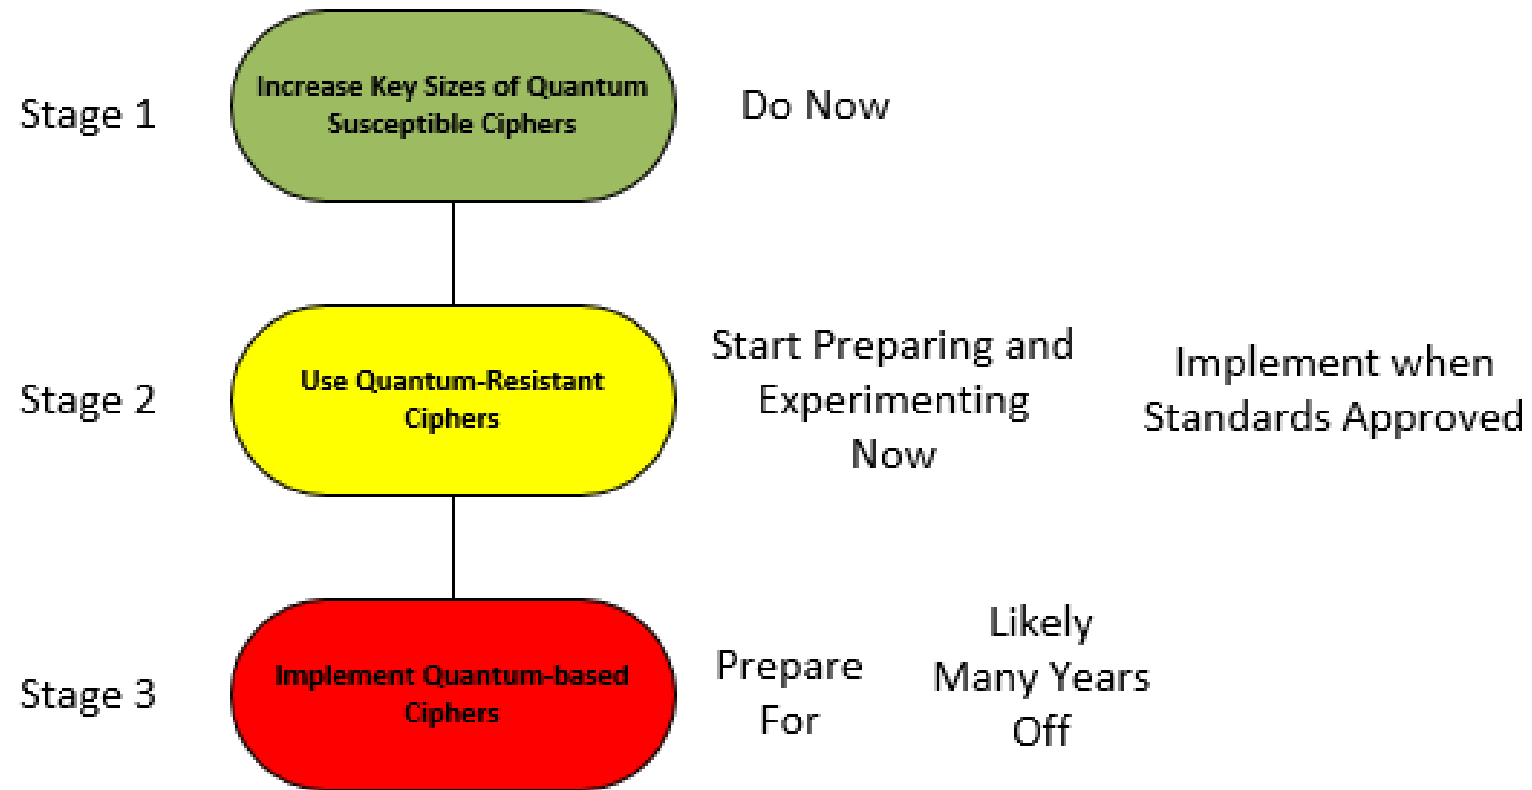 Stage 1
Increase Key Sizes of Quantum
Susceptible Ciphers
Do Now
Stage 2
Use Quantum-Resistant
Ciphers
Start Preparing and
Experimenting
Now
Implement when
Standards Approved
Stage 3
Implement Quantum-based
Ciphers
Prepare
For
Likely
Many Years
Off